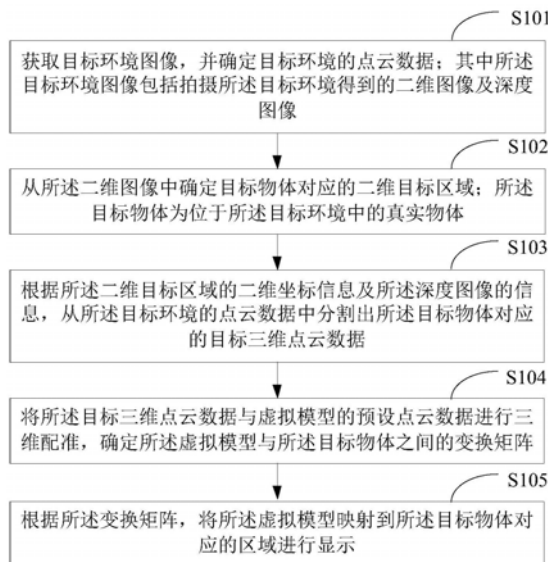 S101
获取目标环境图像，并确定目标环境的点云数据；其中所述
目标环境图像包括拍摄所述目标环境得到的二维图像及深度
图像
S102
从所述二维图像中确定目标物体对应的二维目标区域；所述
目标物体为位于所述目标环境中的真实物体
S103
根据所述二维目标区域的二维坐标信息及所述深度图像的信
息，从所述目标环境的点云数据中分割出所述目标物体对应
的目标三维点云数据
S104
将所述目标三维点云数据与虚拟模型的预设点云数据进行三
维配准，确定所述虚拟模型与所述目标物体之间的变换矩阵
S105
根据所述变换矩阵，将所述虚拟模型映射到所述目标物体对
应的区域进行显示